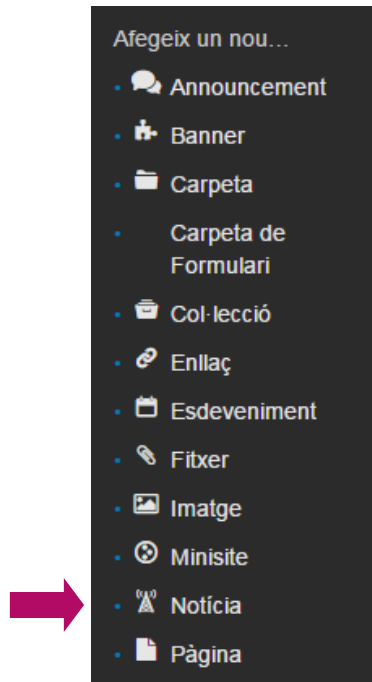 Afegeix un nou...
Announcement
Banner
Carpeta
Carpeta de
Formulari
Col·lecció
Enllaç
Esdeveniment
Fitxer
Imatge
Minisite
Notícia
Pàgina